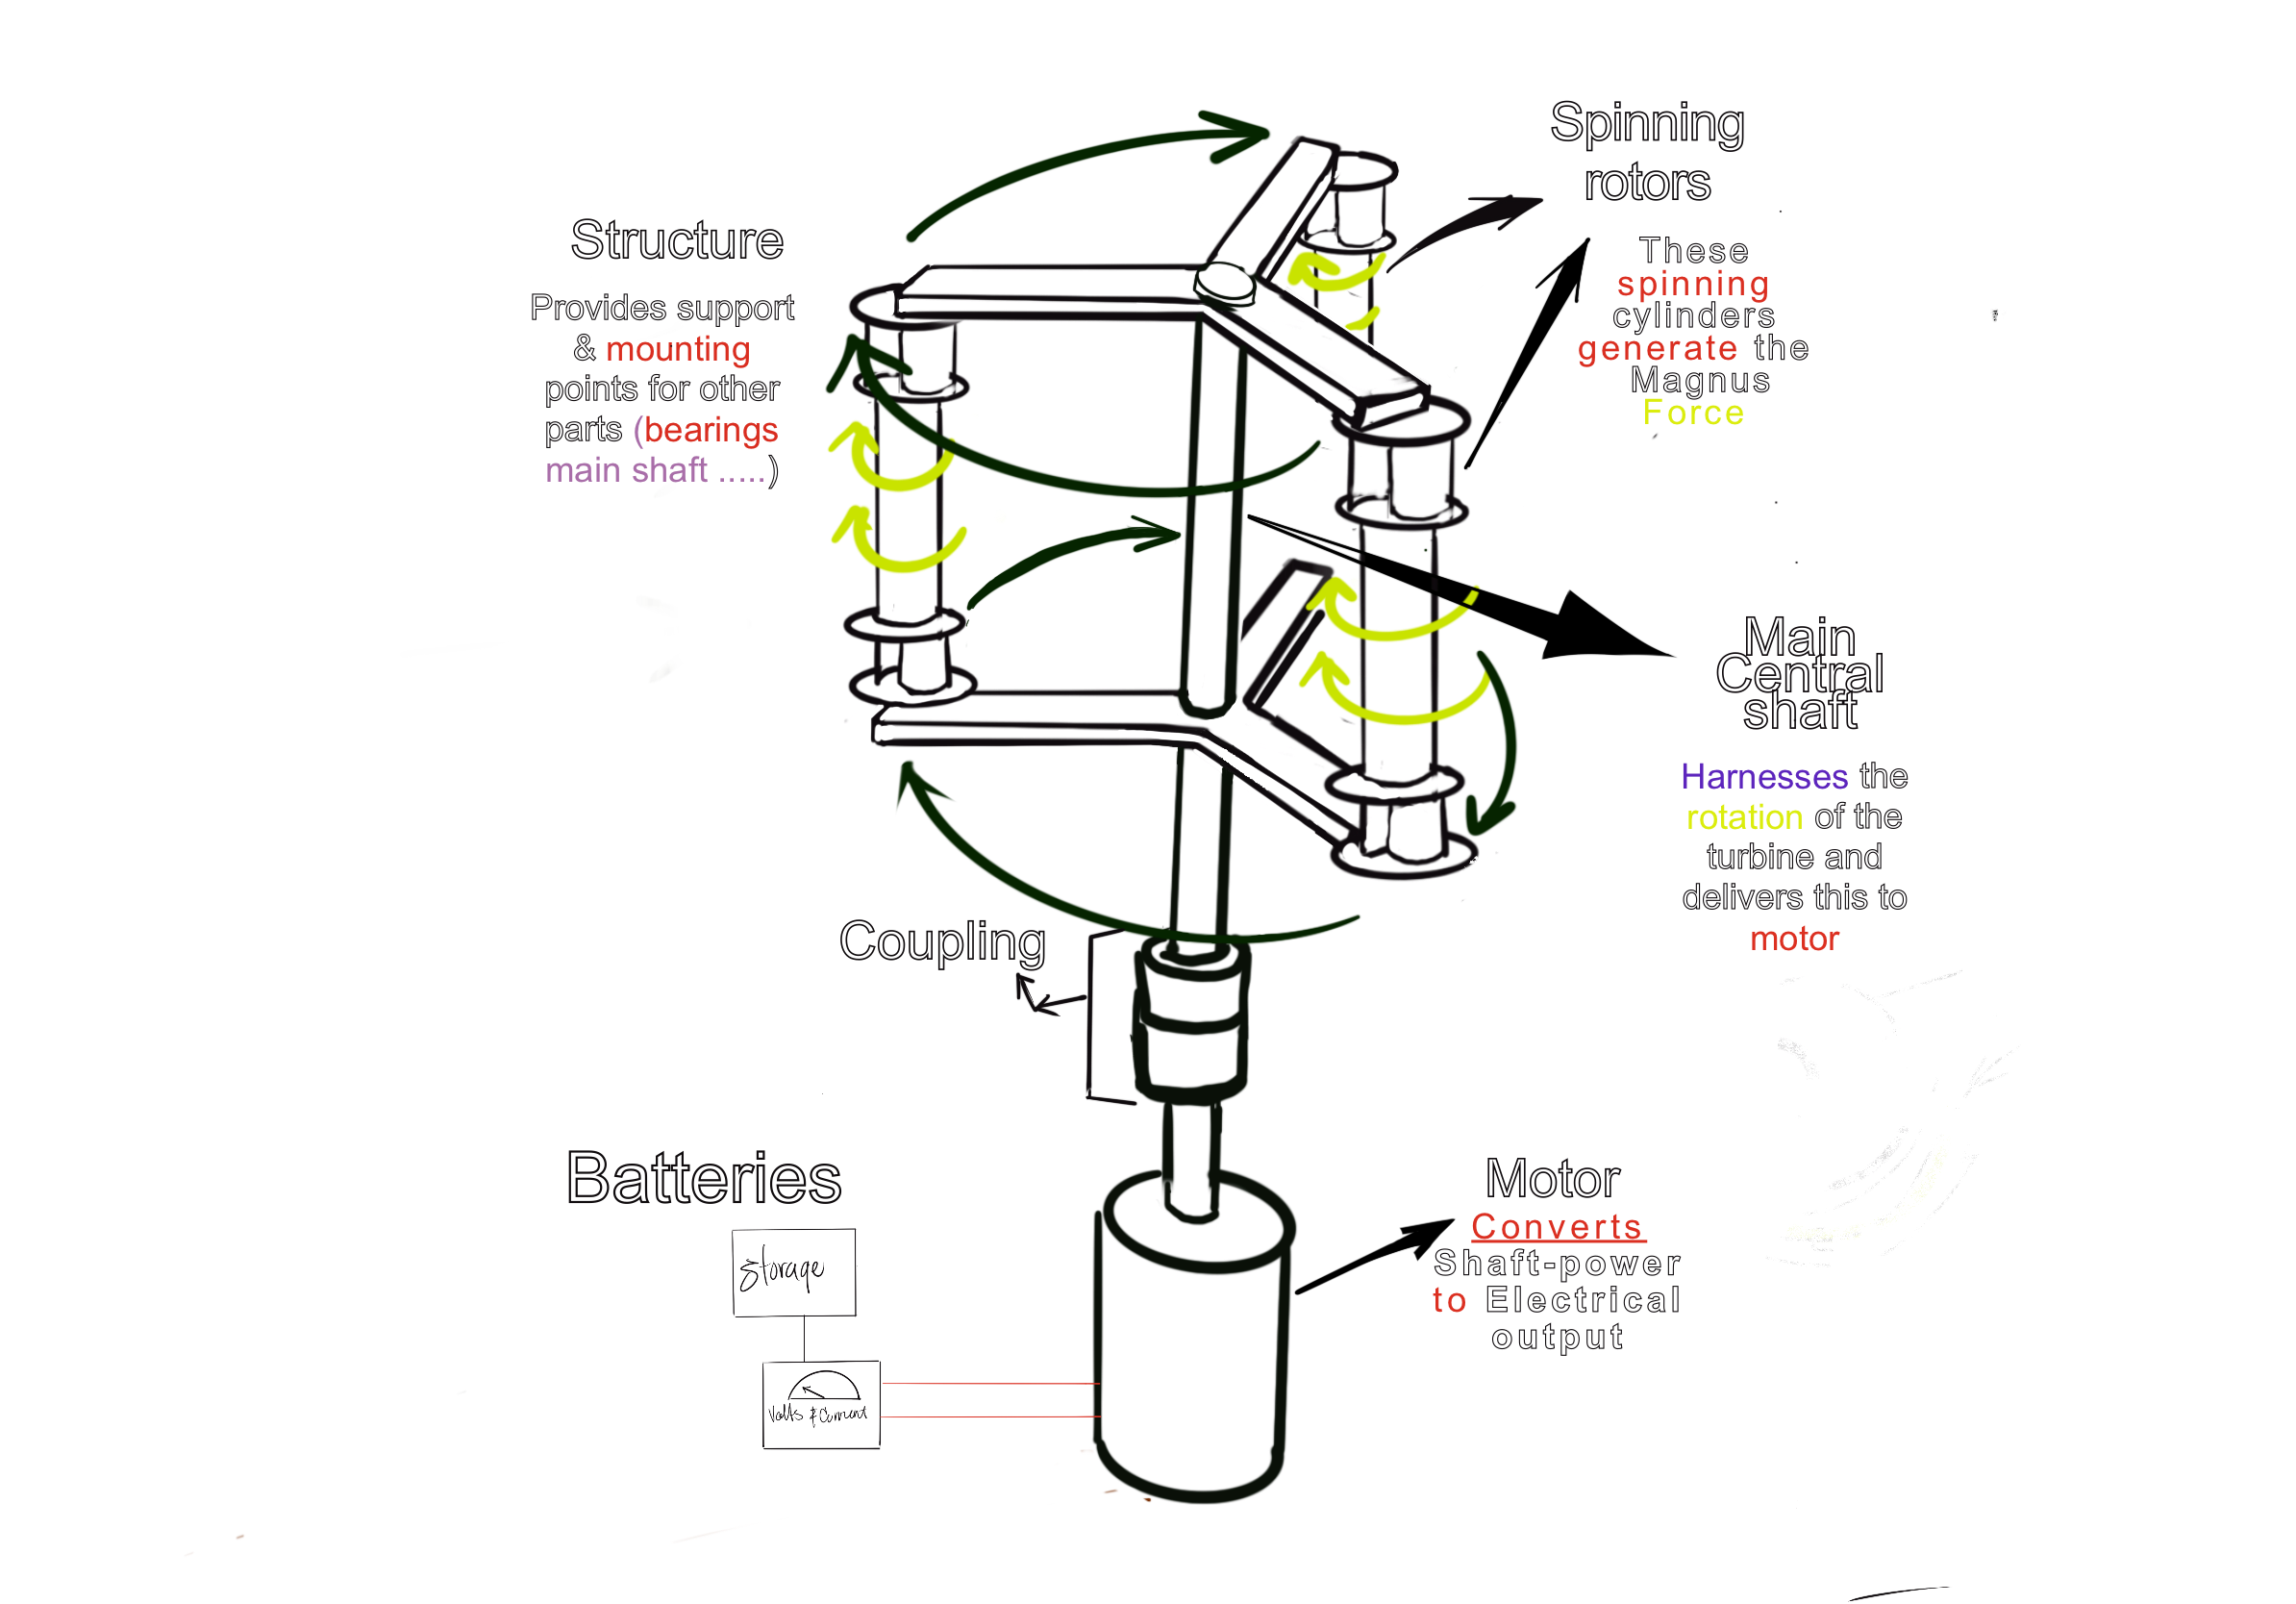 Spinning
rotors
These
spinning
cylinders
generate the
Magnus
Force
Structure
Provides support
& mounting
points for other
parts (bearings
main shaft .....)
Main
Central
shaft
Harnesses the
rotation of the
turbine and
delivers this to
motor
Coupling
Batteries
Storage
Volts & Current
Motor
Converts
Shaft-power
to Electrical
output